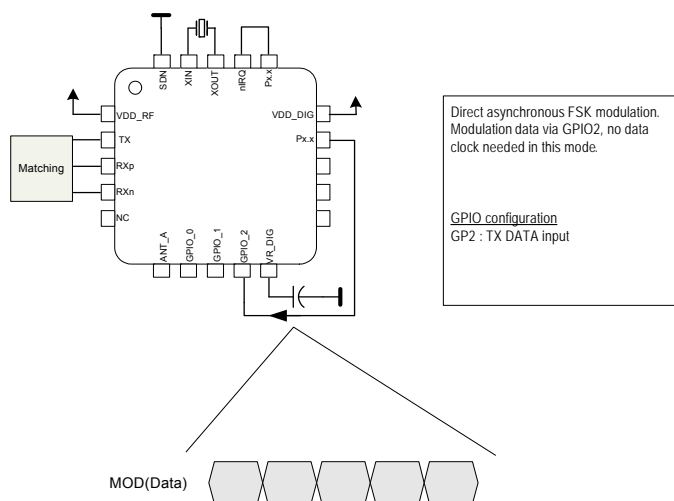 SDN
XIN
XOUT
nIRQ
Px.x
VDD_RF
VDD_DIG
TX
Px.x
Matching
RXp
RXn
NC
ANT_A
GPIO_0
GPIO_1
GPIO_2
VR_DIG
Direct asynchronous FSK modulation.
Modulation data via GPIO2, no data
clock needed in this mode.
GPIO configuration
GP2 : TX DATA input
MOD(Data)